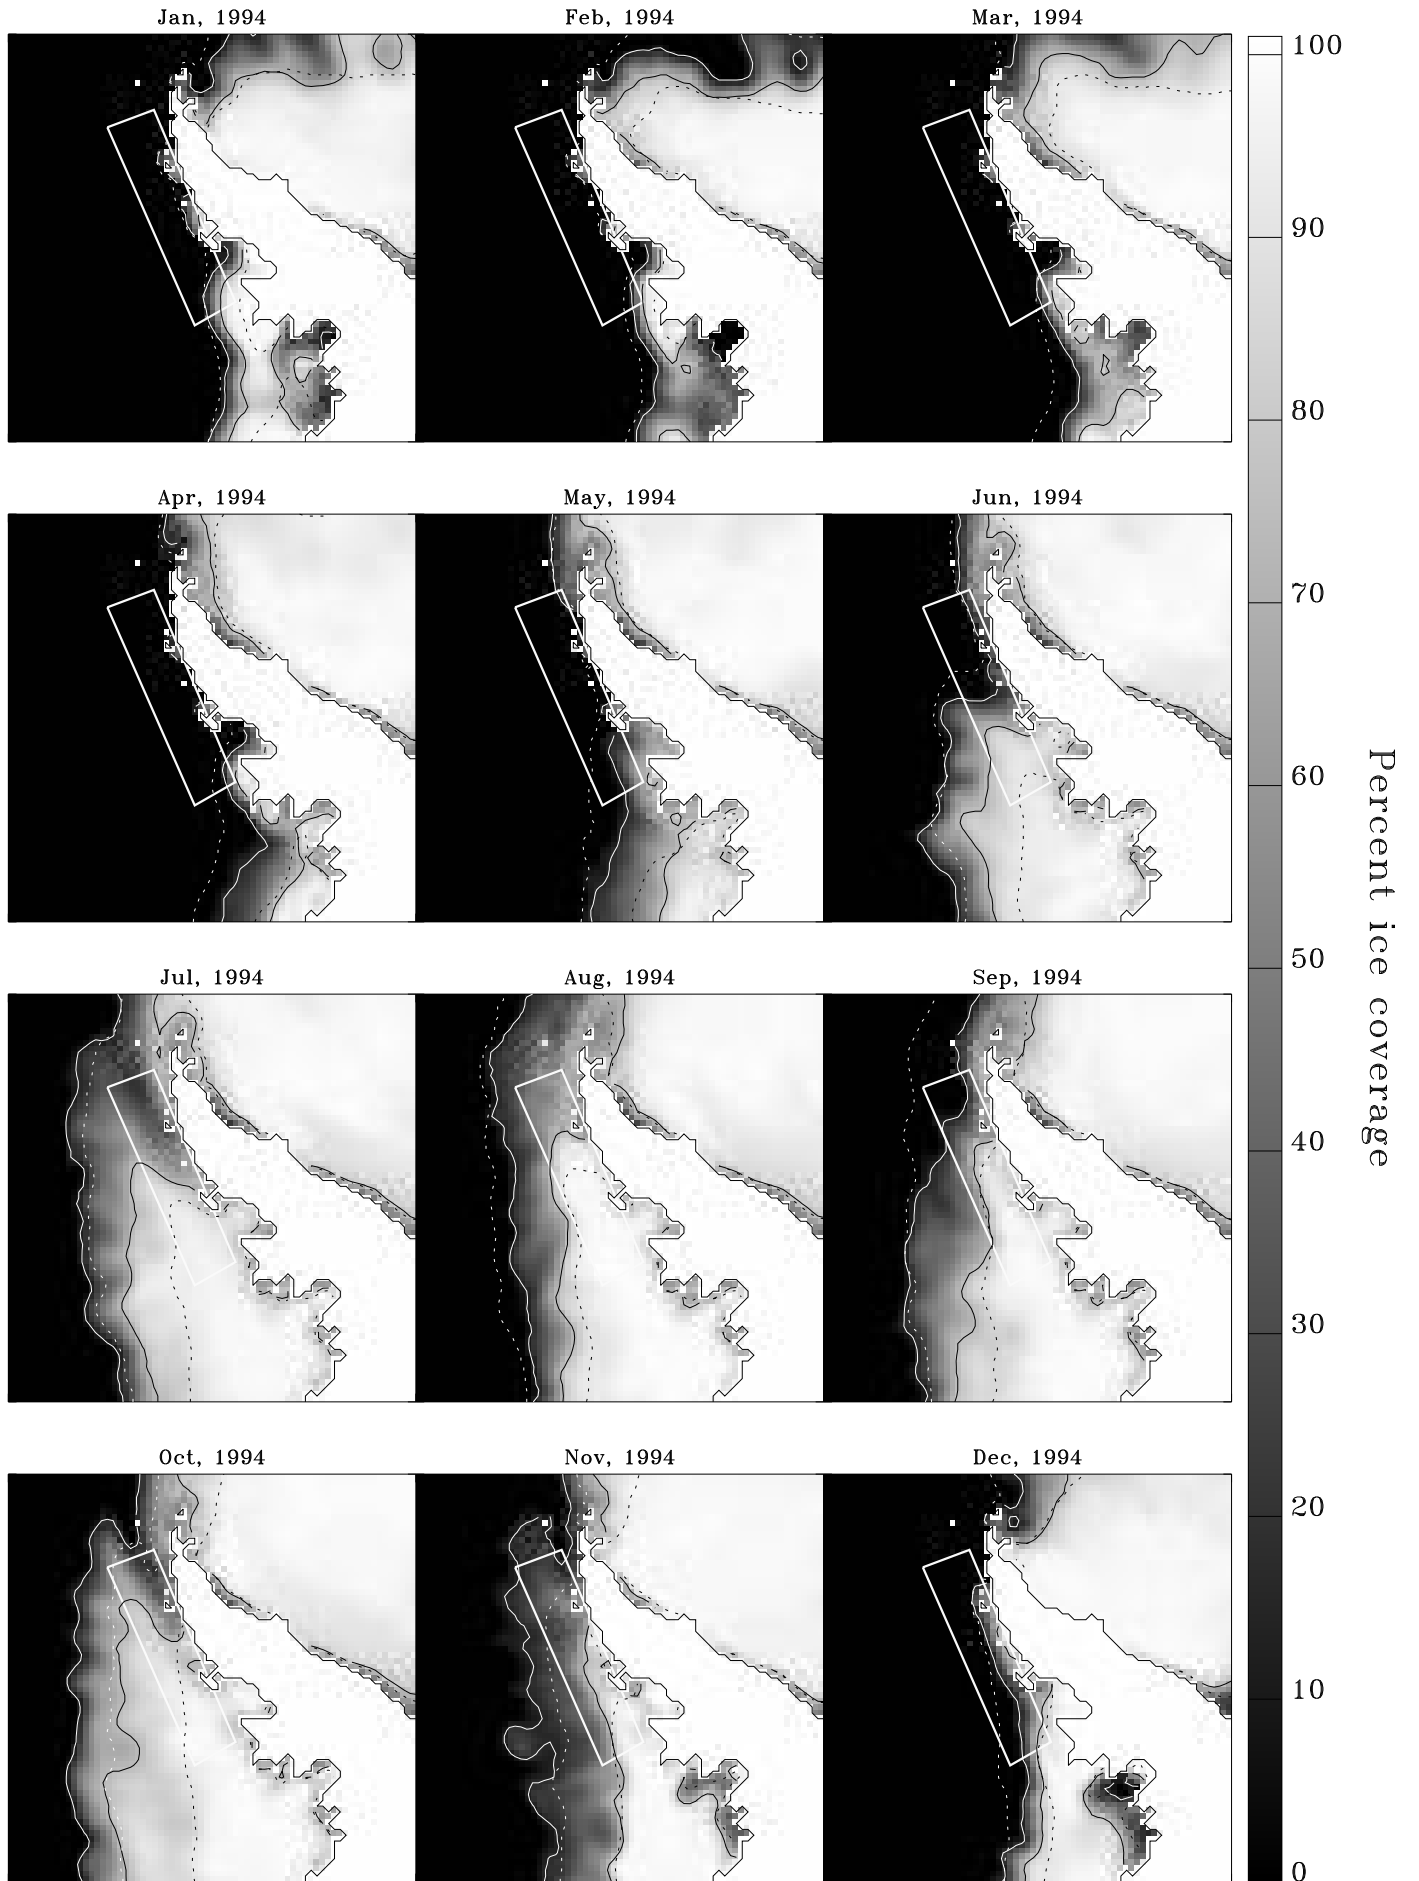 Jan, 1994
Feb, 1994
Mar, 1994
Apr, 1994
May, 1994
Jun, 1994
Jul, 1994
Aug, 1994
Sep, 1994
Oct, 1994
Nov, 1994
Dec, 1994
100
90
80
70
60
50
40
30
20
10
0
Percent ice coverage